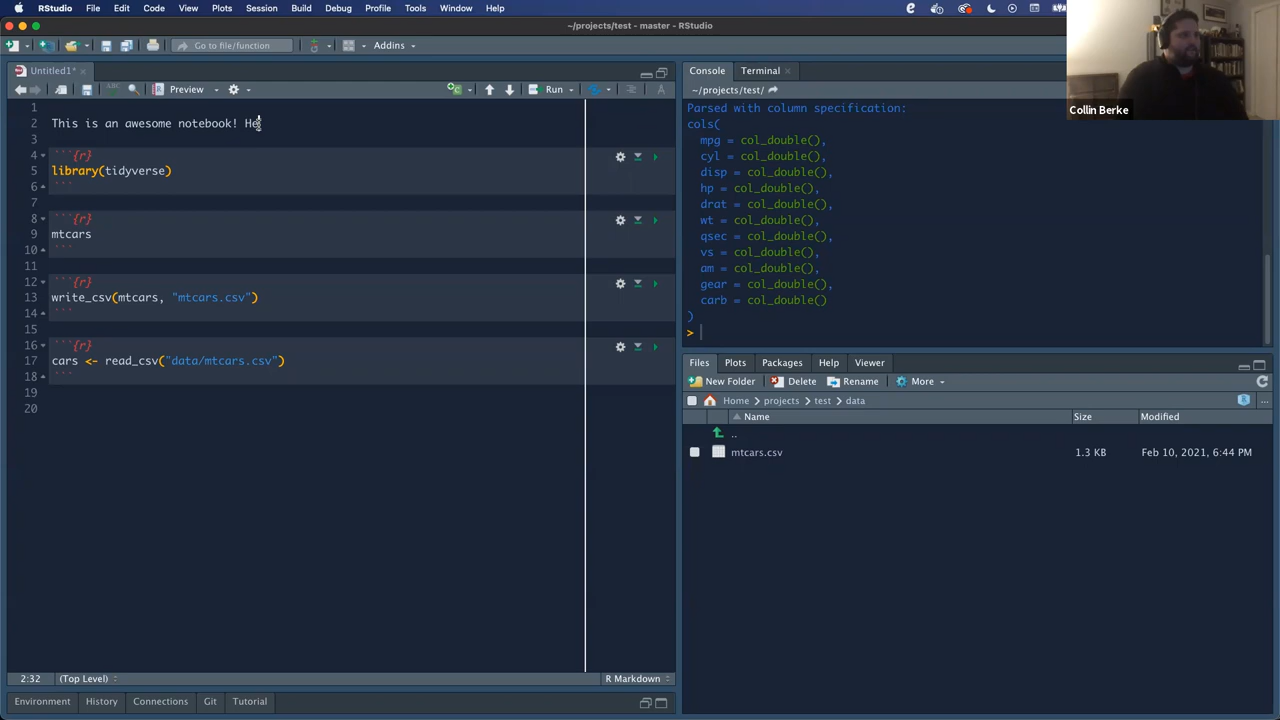 RStudio File Edit Code View Plots Session Build Debug Profile Tools Window Help
~/projects/test - master - RStudio
Go to file/function Addins
Untitled1*
Preview Run
1
2 This is an awesome notebook! He
3
4 ```{r}
5 library(tidyverse)
6 ```
7
8 ```{r}
9 mtcars
10 ```
11
12 ```{r}
13 write_csv(mtcars, "mtcars.csv")
14 ```
15
16 ```{r}
17 cars <- read_csv("data/mtcars.csv")
18 ```
19
20
2:32 (Top Level) R Markdown
Environment History Connections Git Tutorial
Console Terminal
~/projects/test/
Parsed with column specification:
cols(
mpg = col_double(),
cyl = col_double(),
disp = col_double(),
hp = col_double(),
drat = col_double(),
wt = col_double(),
qsec = col_double(),
vs = col_double(),
am = col_double(),
gear = col_double(),
carb = col_double()
)
>
Files Plots Packages Help Viewer
New Folder Delete Rename More
Home projects test data
Name Size Modified
..
mtcars.csv 1.3 KB Feb 10, 2021, 6:44 PM
Collin Berke